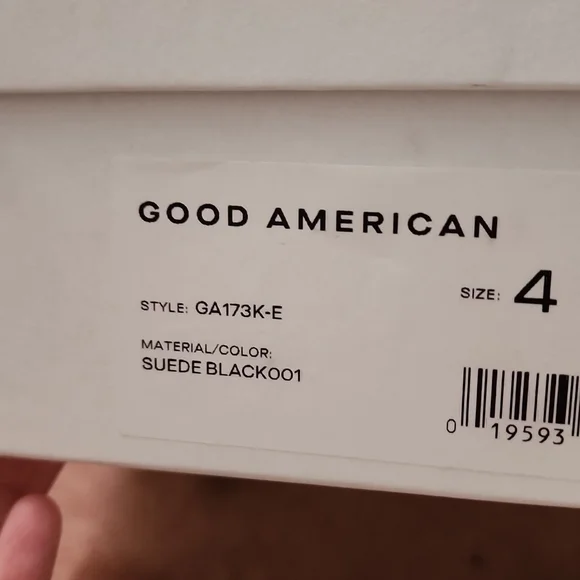 GOOD AMERICAN
SIZE: 4
STYLE: GA173K-E
MATERIAL/COLOR:
SUEDE BLACK001
0 19593